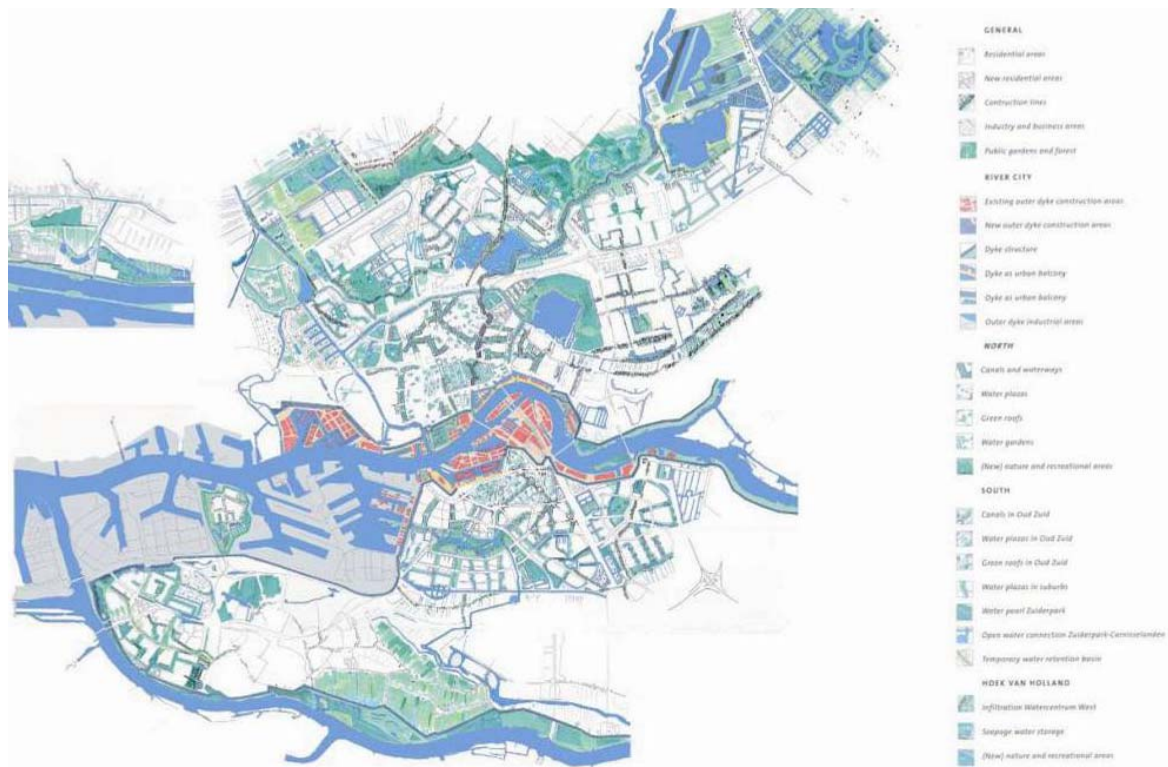 GENERAL
Residential areas
New residential areas
Contruction lines
Industry and business areas
Public gardens and forest
RIVER CITY
Existing outer dyke construction areas
New outer dyke construction areas
Dyke structure
Dyke as urban balcony
Dyke as urban balcony
Outer dyke industrial areas
NORTH
Canals and waterways
Water plazas
Green roofs
Water gardens
(New) nature and recreational areas
SOUTH
Canals in Oud Zuid
Water plazas in Oud Zuid
Green roofs in Oud Zuid
Water plazas in suburbs
Water pearl Zuiderpark
Open water connection Zuiderpark-Carnisselanden
Temporary water retention basin
HOEK VAN HOLLAND
Infiltration Watercentrum West
Seepage water storage
(New) nature and recreational areas